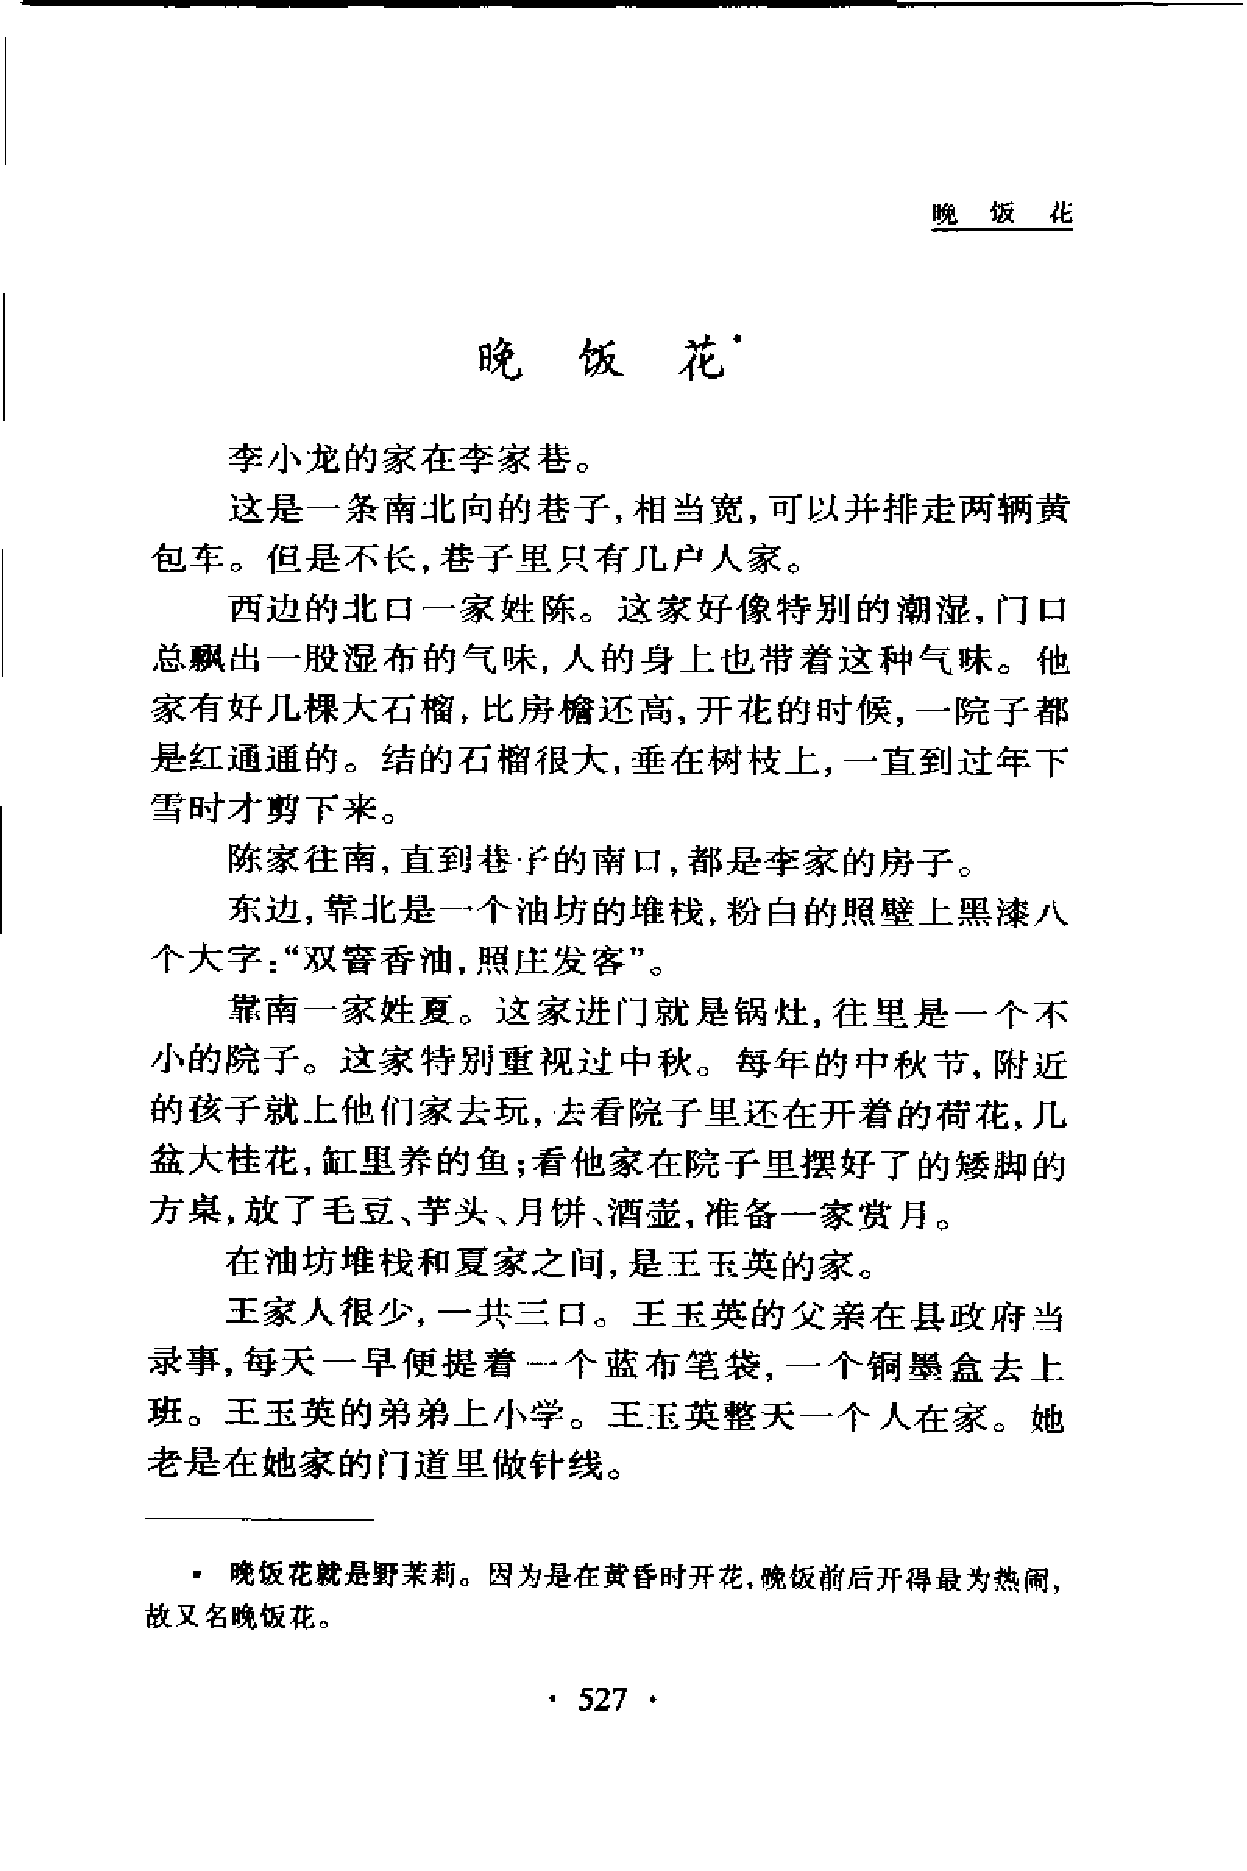 晚 饭 花
晚 饭 花*
李小龙的家在李家巷。
这是一条南北向的巷子,相当宽,可以并排走两辆黄
包车。但是不长,巷子里只有几户人家。
西边的北口一家姓陈。这家好像特别的潮湿,门口
总飘出一股湿布的气味,人的身上也带着这种气味。他
家有好几棵大石榴,比房檐还高,开花的时候,一院子都
是红通通的。结的石榴很大,垂在树枝上,一直到过年下
雪时才剪下来。
陈家往南,直到巷子的南口,都是李家的房子。
东边,靠北是一个油坊的堆栈,粉白的照壁上黑漆八
个大字:“双窨香油,照庄发客”。
靠南一家姓夏。这家进门就是锅灶,往里是一个不
小的院子。这家特别重视过中秋。每年的中秋节,附近
的孩子就上他们家去玩,去看院子里还在开着的荷花,几
盆大桂花,缸里养的鱼;看他家在院子里摆好了的矮脚的
方桌,放了毛豆、芋头、月饼、酒壶,准备一家赏月。
在油坊堆栈和夏家之间,是王玉英的家。
王家人很少,一共三口。王玉英的父亲在县政府当
录事,每天一早便提着一个蓝布笔袋,一个铜墨盒去上
班。王玉英的弟弟上小学。王玉英整天一个人在家。她
老是在她家的门道里做针线。
* 晚饭花就是野茉莉。因为是在黄昏时开花,晚饭前后开得最为热闹,
故又名晚饭花。
· 527 ·